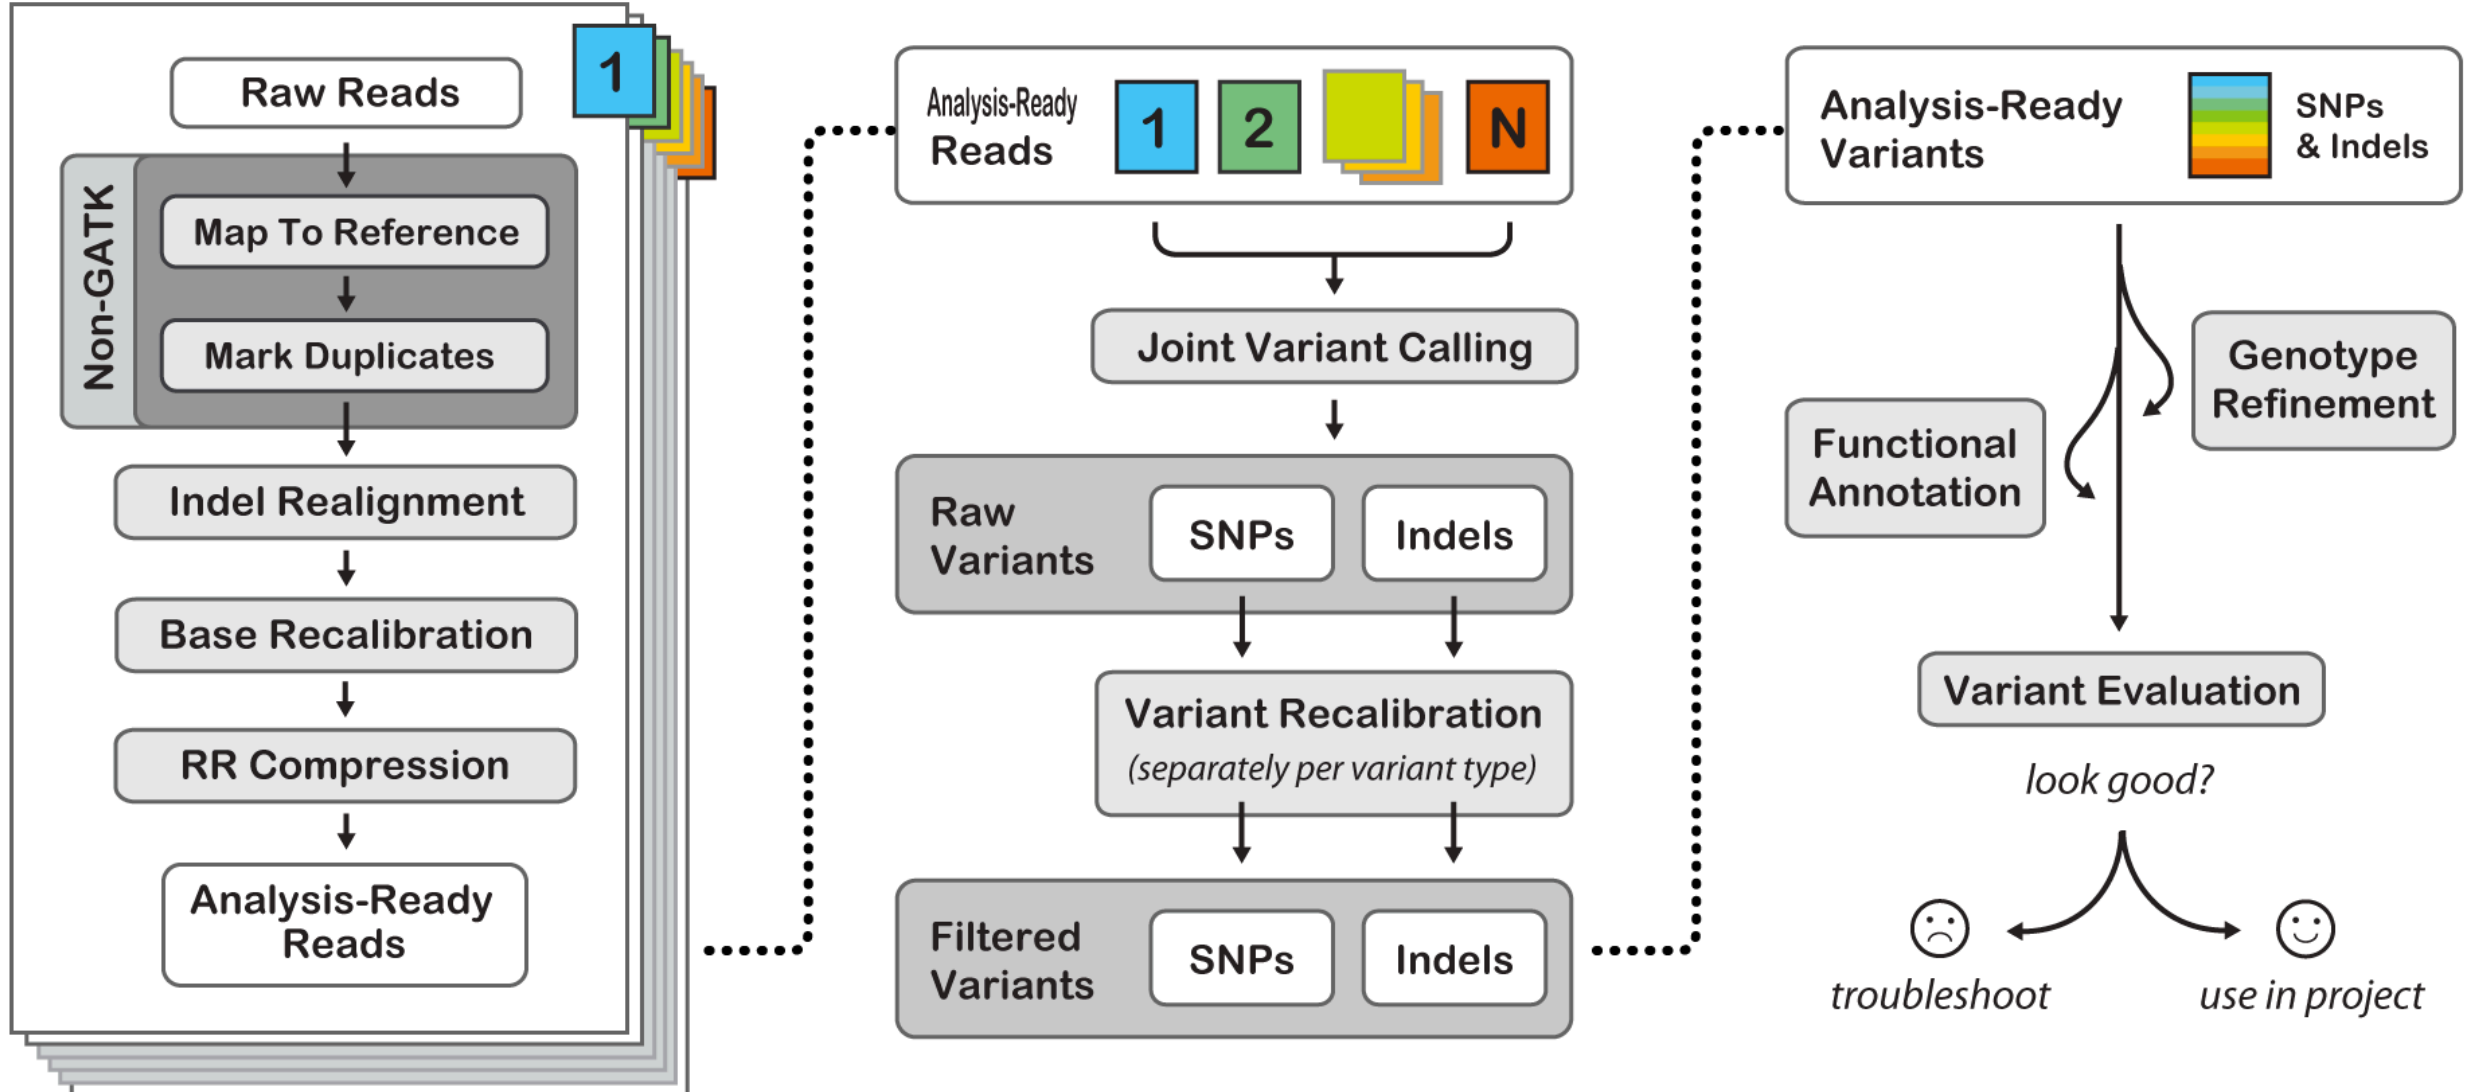 1
Raw Reads
Non-GATK
Map To Reference
Mark Duplicates
Indel Realignment
Base Recalibration
RR Compression
Analysis-Ready
Reads
Analysis-Ready
Reads
1
2
N
Joint Variant Calling
Raw
Variants
SNPs
Indels
Variant Recalibration
(separately per variant type)
Filtered
Variants
SNPs
Indels
Analysis-Ready
Variants
SNPs
& Indels
Genotype
Refinement
Functional
Annotation
Variant Evaluation
look good?
troubleshoot
use in project